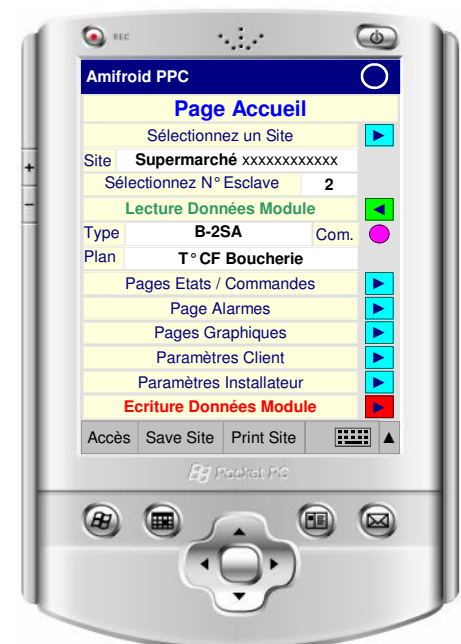 REC
Amifroid PPC
Page Accueil
Sélectionnez un Site
Site Supermarché xxxxxxxxxxxx
Sélectionnez N° Esclave 2
Lecture Données Module
Type B-2SA Com.
Plan T°CF Boucherie
Pages Etats / Commandes
Page Alarmes
Pages Graphiques
Paramètres Client
Paramètres Installateur
Ecriture Données Module
Accès Save Site Print Site
Pocket PC